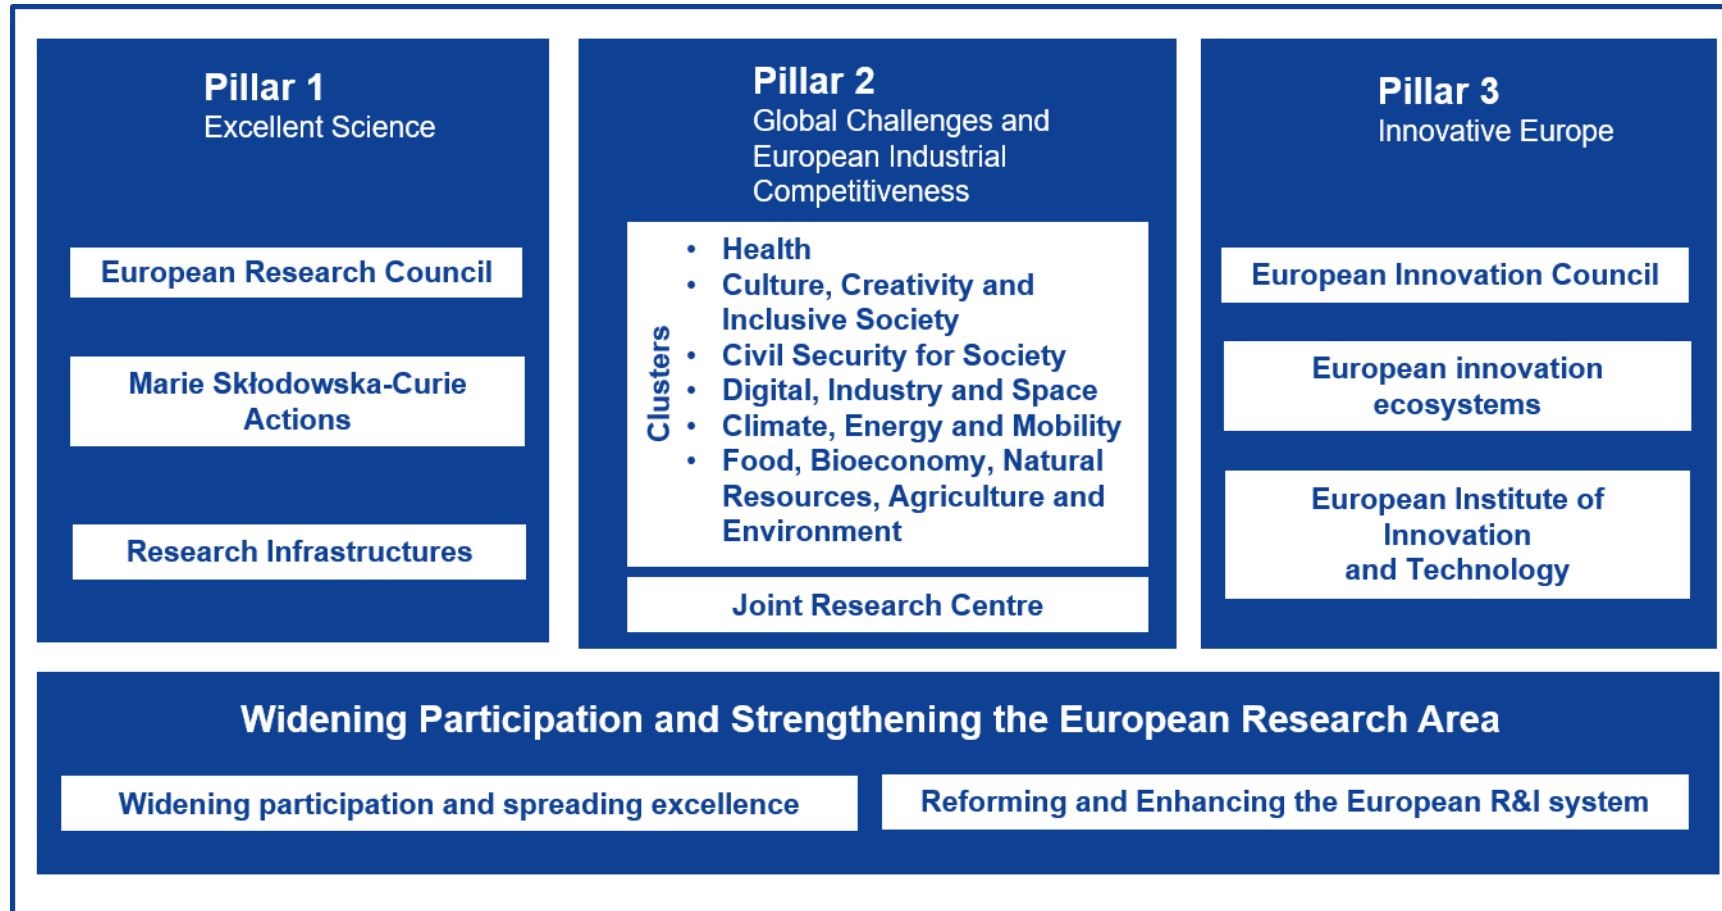 Pillar 1
Excellent Science
European Research Council
Marie Skłodowska-Curie
Actions
Research Infrastructures
Pillar 2
Global Challenges and
European Industrial
Competitiveness
Clusters
• Health
• Culture, Creativity and
Inclusive Society
• Civil Security for Society
• Digital, Industry and Space
• Climate, Energy and Mobility
• Food, Bioeconomy, Natural
Resources, Agriculture and
Environment
Joint Research Centre
Pillar 3
Innovative Europe
European Innovation Council
European innovation
ecosystems
European Institute of
Innovation
and Technology
Widening Participation and Strengthening the European Research Area
Widening participation and spreading excellence
Reforming and Enhancing the European R&I system